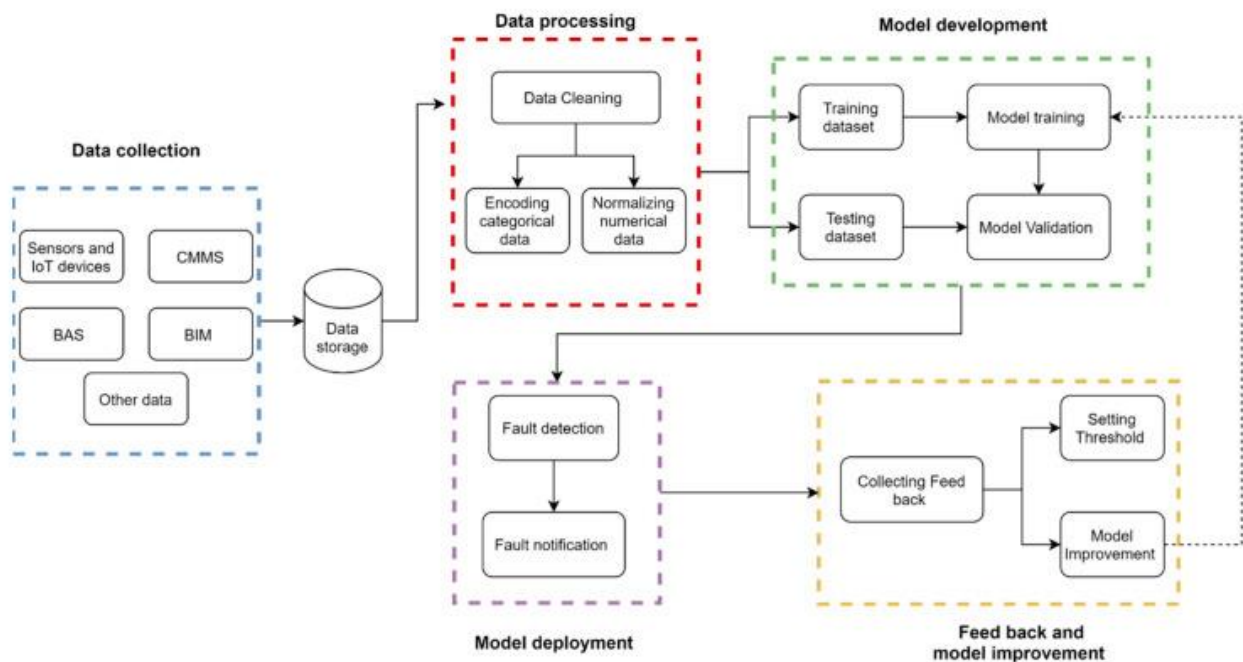 Data collection
Sensors and
IoT devices
CMMS
BAS
BIM
Other data
Data
storage
Data processing
Data Cleaning
Encoding
categorical
data
Normalizing
numerical
data
Model development
Training
dataset
Model training
Testing
dataset
Model Validation
Fault detection
Fault notification
Model deployment
Collecting Feed
back
Setting
Threshold
Model
Improvement
Feed back and
model improvement